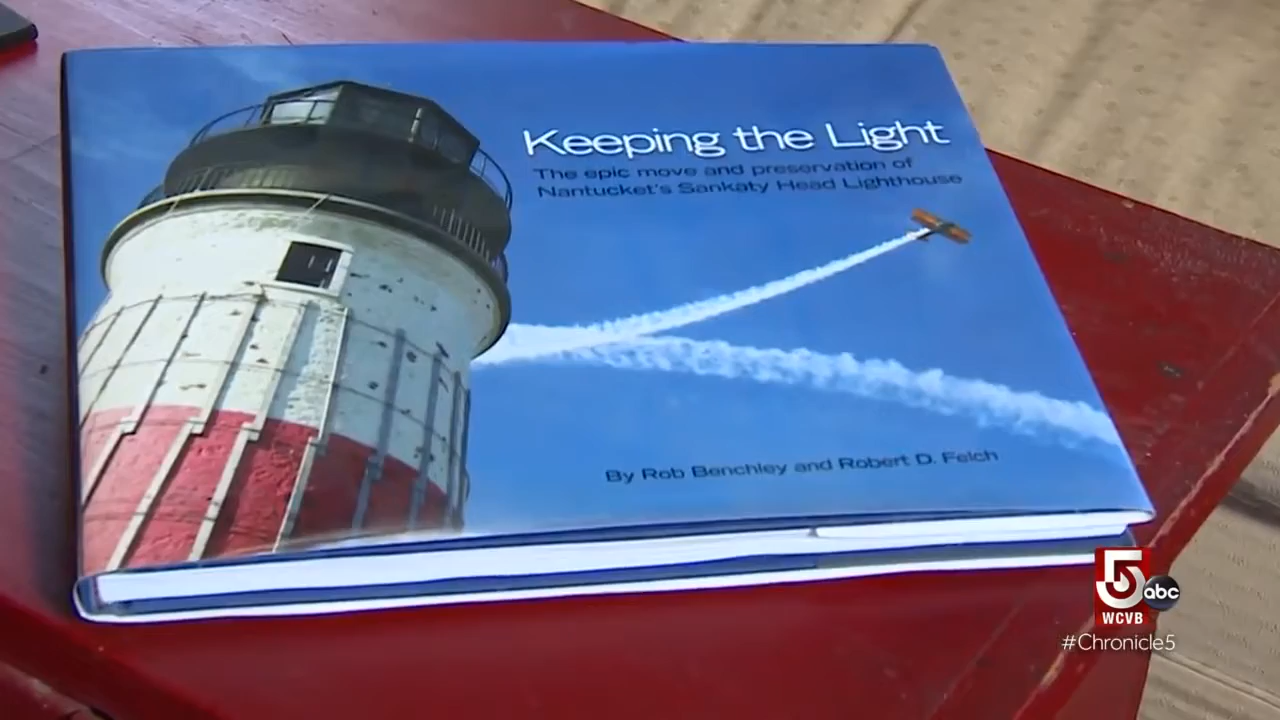 Keeping the Light
The epic move and preservation of
Nantucket's Sankaty Head Lighthouse
By Rob Benchley and Robert D. Felch
5 abc
WCVB
#Chronicle5